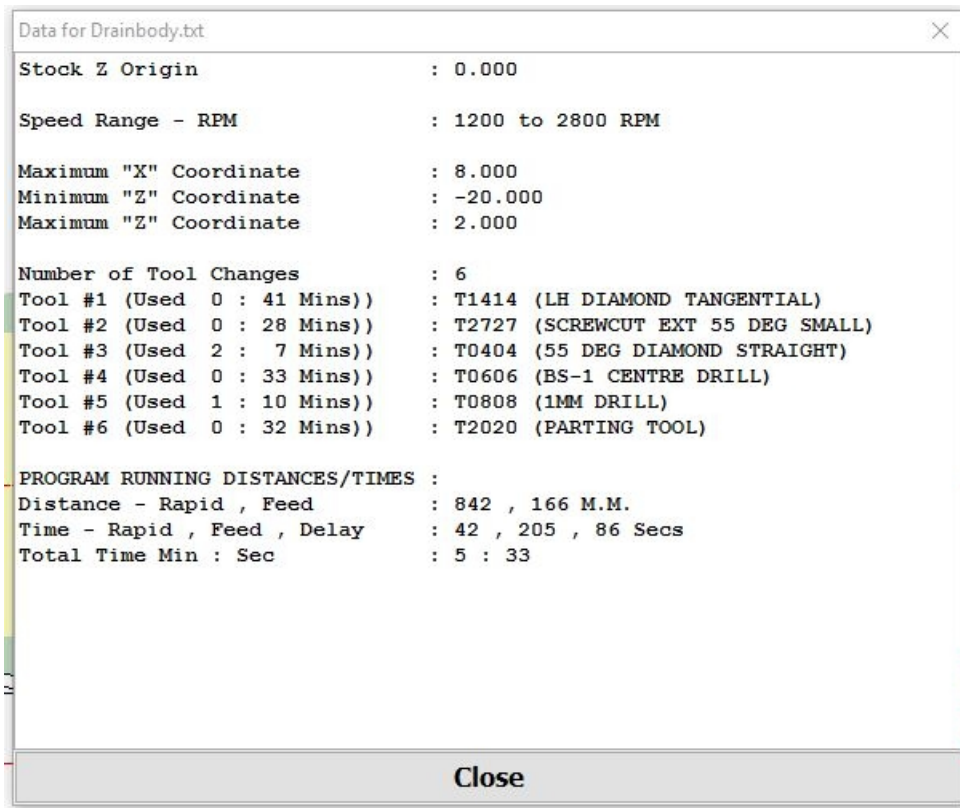 Data for Drainbody.txt
Stock Z Origin : 0.000
Speed Range - RPM : 1200 to 2800 RPM
Maximum "X" Coordinate : 8.000
Minimum "Z" Coordinate : -20.000
Maximum "Z" Coordinate : 2.000
Number of Tool Changes : 6
Tool #1 (Used 0 : 41 Mins)) : T1414 (LH DIAMOND TANGENTIAL)
Tool #2 (Used 0 : 28 Mins)) : T2727 (SCREWCUT EXT 55 DEG SMALL)
Tool #3 (Used 2 : 7 Mins)) : T0404 (55 DEG DIAMOND STRAIGHT)
Tool #4 (Used 0 : 33 Mins)) : T0606 (BS-1 CENTRE DRILL)
Tool #5 (Used 1 : 10 Mins)) : T0808 (1MM DRILL)
Tool #6 (Used 0 : 32 Mins)) : T2020 (PARTING TOOL)
PROGRAM RUNNING DISTANCES/TIMES :
Distance - Rapid , Feed : 842 , 166 M.M.
Time - Rapid , Feed , Delay : 42 , 205 , 86 Secs
Total Time Min : Sec : 5 : 33
Close